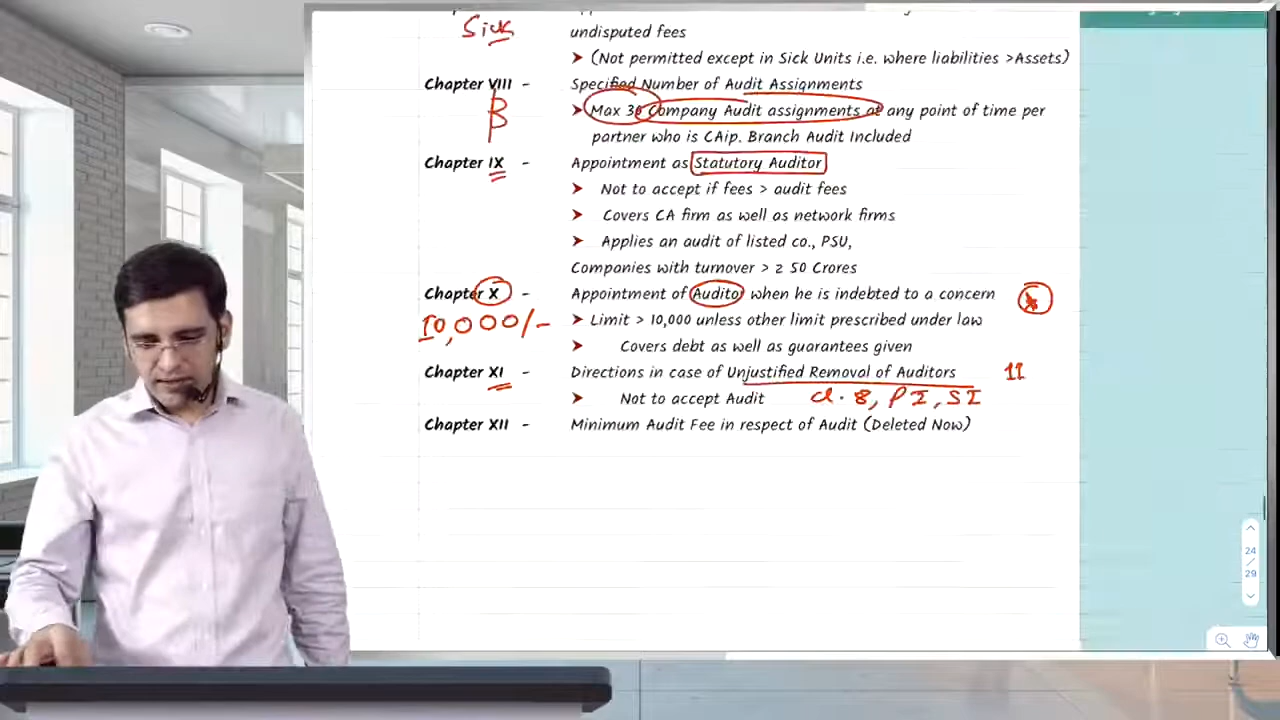 Sick
undisputed fees
➤ (Not permitted except in Sick Units i.e. where liabilities >Assets)
Chapter VIII - Specified Number of Audit Assignments
B
➤ Max 30 Company Audit assignments at any point of time per
partner who is CAip. Branch Audit Included
Chapter IX - Appointment as Statutory Auditor
➤ Not to accept if fees > audit fees
➤ Covers CA firm as well as network firms
➤ Applies an audit of listed co., PSU,
Companies with turnover > 2 50 Crores
Chapter X - Appointment of Auditor when he is indebted to a concern
10,000/- ➤ Limit > 10,000 unless other limit prescribed under law
➤ Covers debt as well as guarantees given
Chapter XI - Directions in case of Unjustified Removal of Auditors 11
➤ Not to accept Audit cl. 8, PI, SI
Chapter XII - Minimum Audit Fee in respect of Audit (Deleted Now)
24
/
29